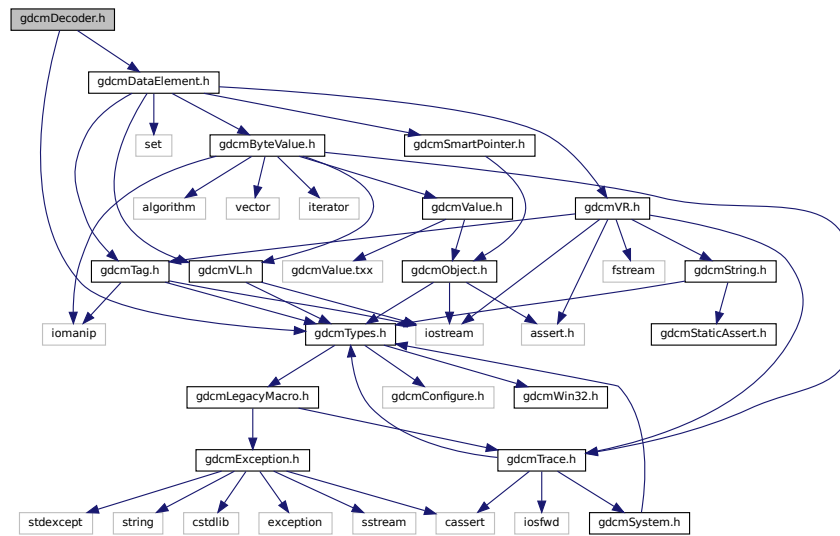 gdcmDecoder.h
gdcmDataElement.h
set
gdcmByteValue.h
gdcmSmartPointer.h
algorithm
vector
iterator
gdcmValue.h
gdcmVR.h
gdcmTag.h
gdcmVL.h
gdcmValue.txx
gdcmObject.h
fstream
gdcmString.h
iomanip
gdcmTypes.h
iostream
assert.h
gdcmStaticAssert.h
gdcmLegacyMacro.h
gdcmConfigure.h
gdcmWin32.h
gdcmException.h
gdcmTrace.h
stdexcept
string
cstdlib
exception
sstream
cassert
iosfwd
gdcmSystem.h